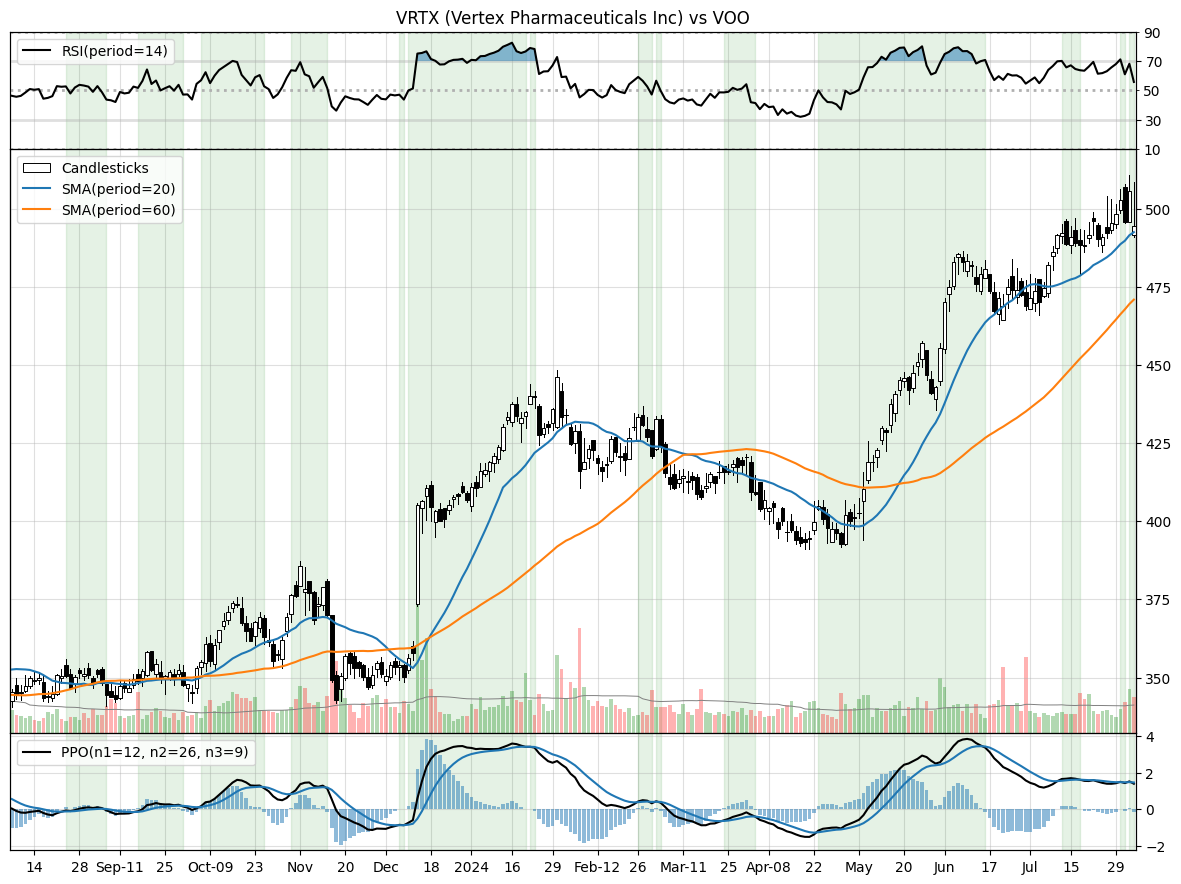 VRTX (Vertex Pharmaceuticals Inc) vs VOO
RSI(period=14)
90
70
50
30
10
Candlesticks
SMA(period=20)
SMA(period=60)
500
475
450
425
400
375
350
PPO(n1=12, n2=26, n3=9)
4
2
0
−2
14 28 Sep-11 25 Oct-09 23 Nov 20 Dec 18 2024 16 29 Feb-12 26 Mar-11 25 Apr-08 22 May 20 Jun 17 Jul 15 29